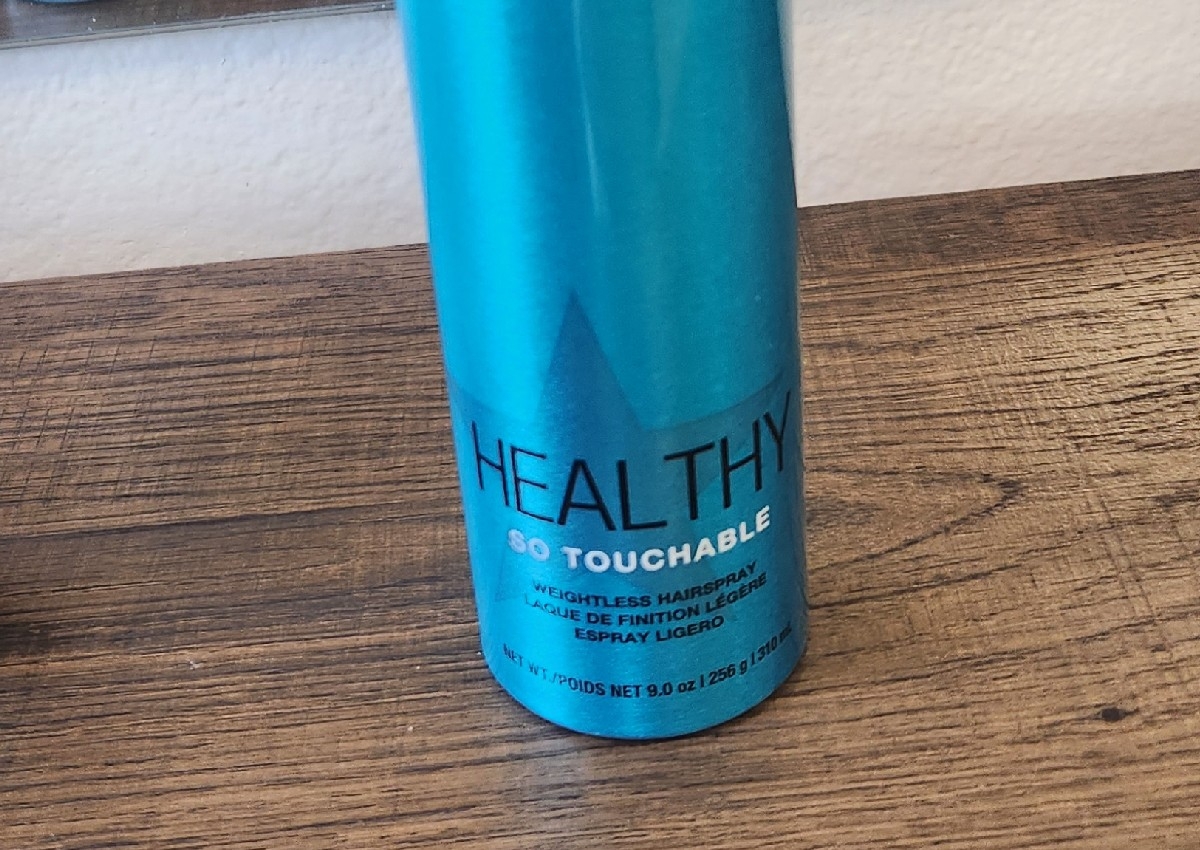 HEALTHY
SO TOUCHABLE
WEIGHTLESS HAIRSPRAY
LAQUE DE FINITION LÉGÈRE
ESPRAY LIGERO
NET WT./POIDS NET 9.0 oz | 256 g | 310 mL